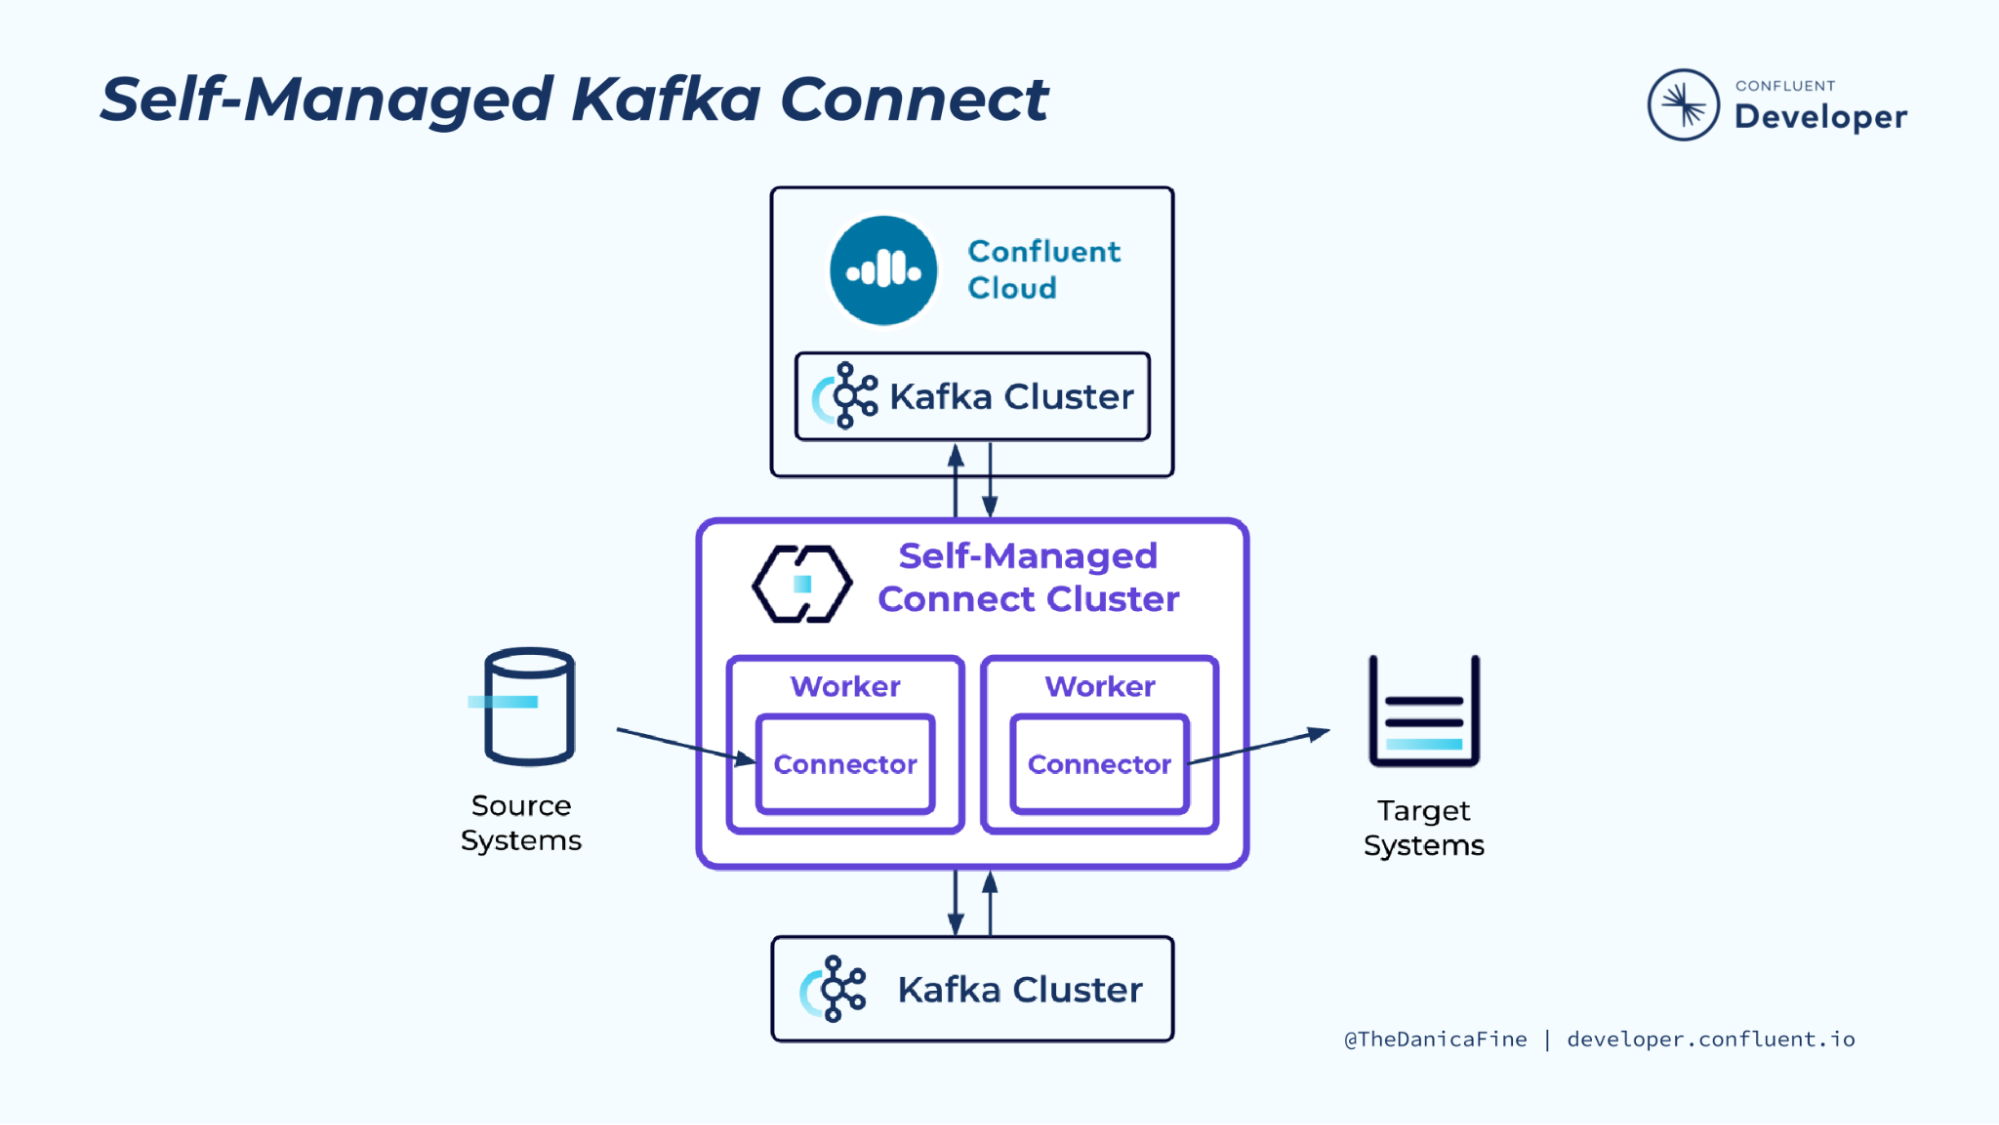 Self-Managed Kafka Connect
CONFLUENT
Developer
Confluent
Cloud
Kafka Cluster
Self-Managed
Connect Cluster
Worker
Worker
Connector
Connector
Source
Systems
Target
Systems
Kafka Cluster
@TheDanicaFine | developer.confluent.io